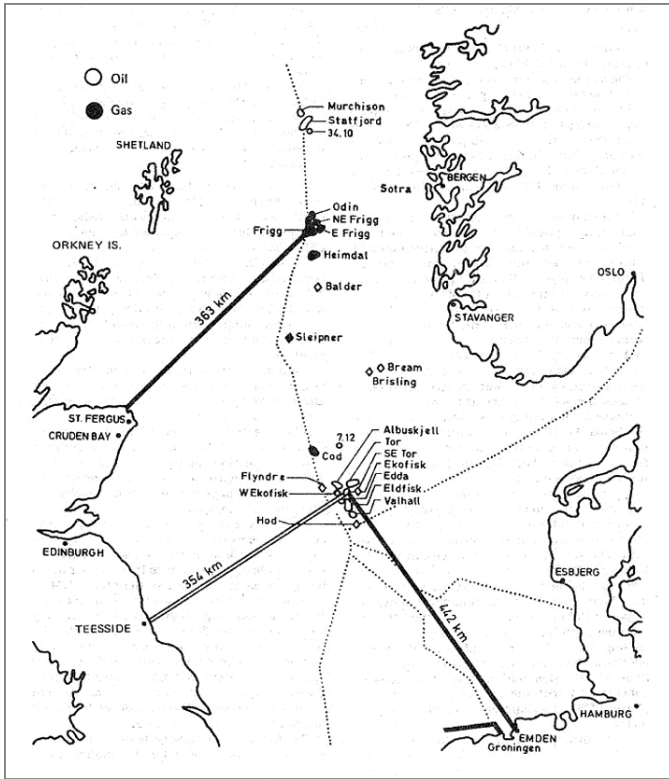 Oil
Gas
Murchison
Statfjord
34.10
SHETLAND
BERGEN
Sotra
Odin
NE Frigg
Frigg
E Frigg
ORKNEY IS.
Heimdal
OSLO
Balder
363 km
STAVANGER
Sleipner
Bream
Brisling
ST. FERGUS
CRUDEN BAY
7.12
Albuskjell
Tor
Cod
SE Tor
Ekofisk
Flyndre
Edda
W Ekofisk
Eldfisk
Valhall
Hod
EDINBURGH
354 km
ESBJERG
TEESSIDE
442 km
HAMBURG
EMDEN
Groningen